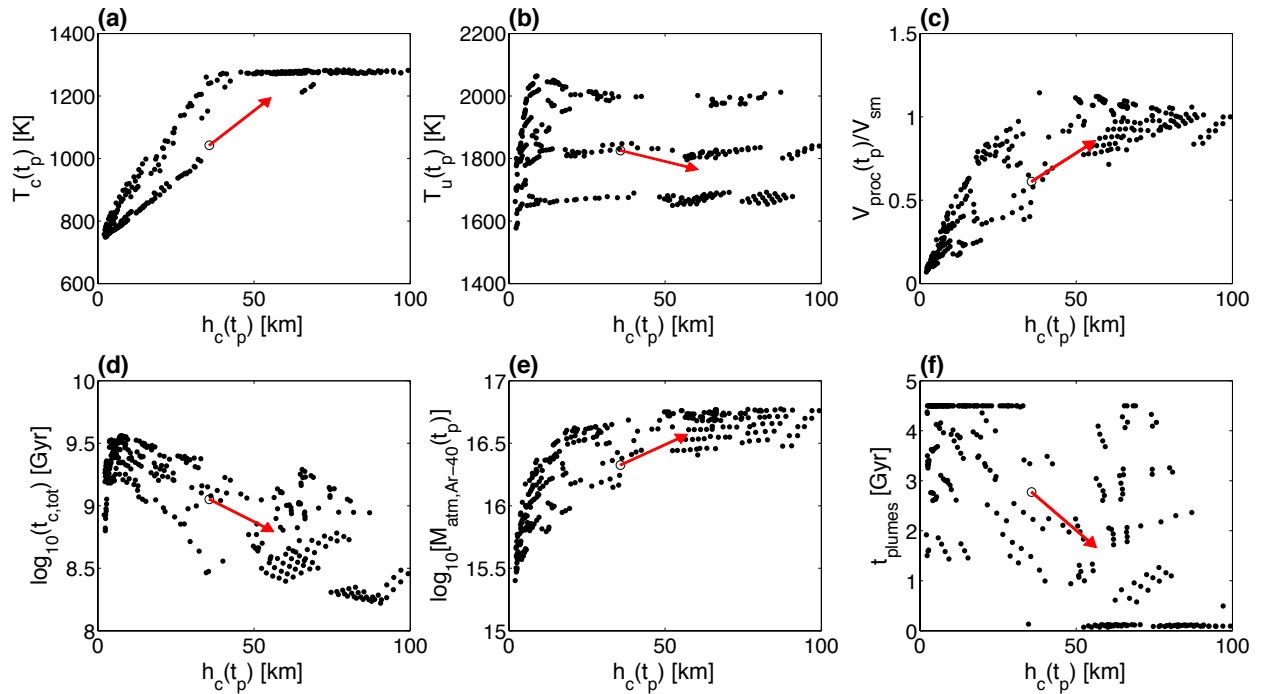 (a)
1400
1200
1000
800
600
T_c(t_p) [K]
0 50 100
h_c(t_p) [km]
(b)
2200
2000
1800
1600
1400
T_u(t_p) [K]
0 50 100
h_c(t_p) [km]
(c)
1.5
1
0.5
0
V_proc(t_p)/V_sm
0 50 100
h_c(t_p) [km]
(d)
10
9.5
9
8.5
8
log_10(t_c,tot) [Gyr]
0 50 100
h_c(t_p) [km]
(e)
17
16.5
16
15.5
15
log_10[M_atm,Ar−40(t_p)]
0 50 100
h_c(t_p) [km]
(f)
5
4
3
2
1
0
t_plumes [Gyr]
0 50 100
h_c(t_p) [km]